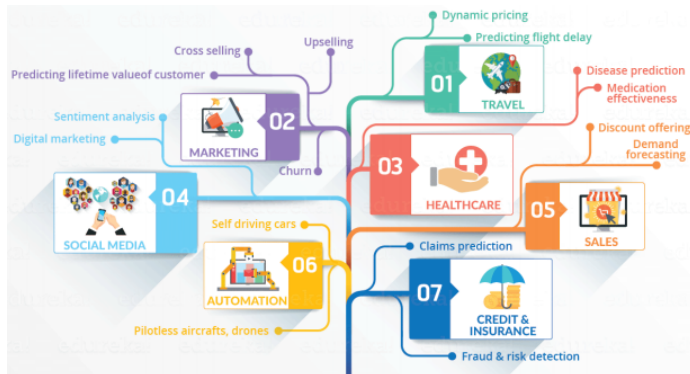 Dynamic pricing
Predicting flight delay
01
TRAVEL
Upselling
Cross selling
Predicting lifetime valueof customer
02
MARKETING
Churn
Disease prediction
Medication
effectiveness
03
HEALTHCARE
Sentiment analysis
Digital marketing
04
SOCIAL MEDIA
Discount offering
Demand
forecasting
05
SALES
Self driving cars
06
AUTOMATION
Pilotless aircrafts, drones
Claims prediction
07
CREDIT &
INSURANCE
Fraud & risk detection